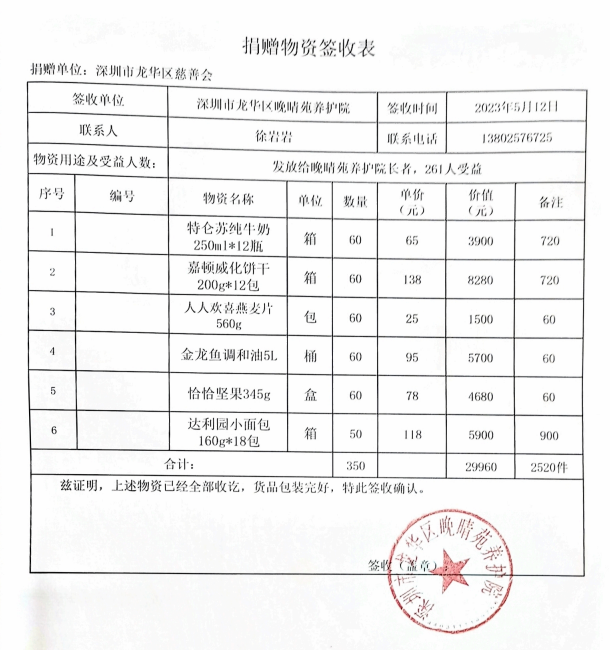 捐赠物资签收表
捐赠单位：深圳市龙华区慈善会
签收单位 深圳市龙华区晚晴苑养护院 签收时间 2023年5月12日
联系人 徐岩岩 联系电话 13802576725
物资用途及受益人数： 发放给晚晴苑养护院长者，261人受益
序号 编号 物资名称 单位 数量 单价（元） 价值（元） 备注
1 特仑苏纯牛奶 250ml*12瓶 箱 60 65 3900 720
2 嘉顿威化饼干 200g*12包 箱 60 138 8280 720
3 人人欢喜燕麦片 560g 包 60 25 1500 60
4 金龙鱼调和油5L 桶 60 95 5700 60
5 恰恰坚果345g 盒 60 78 4680 60
6 达利园小面包 160g*18包 箱 50 118 5900 900
合计： 350 29960 2520件
兹证明，上述物资已经全部收讫，货品包装完好，特此签收确认。
签收（盖章）：
深圳市龙华区晚晴苑养护院